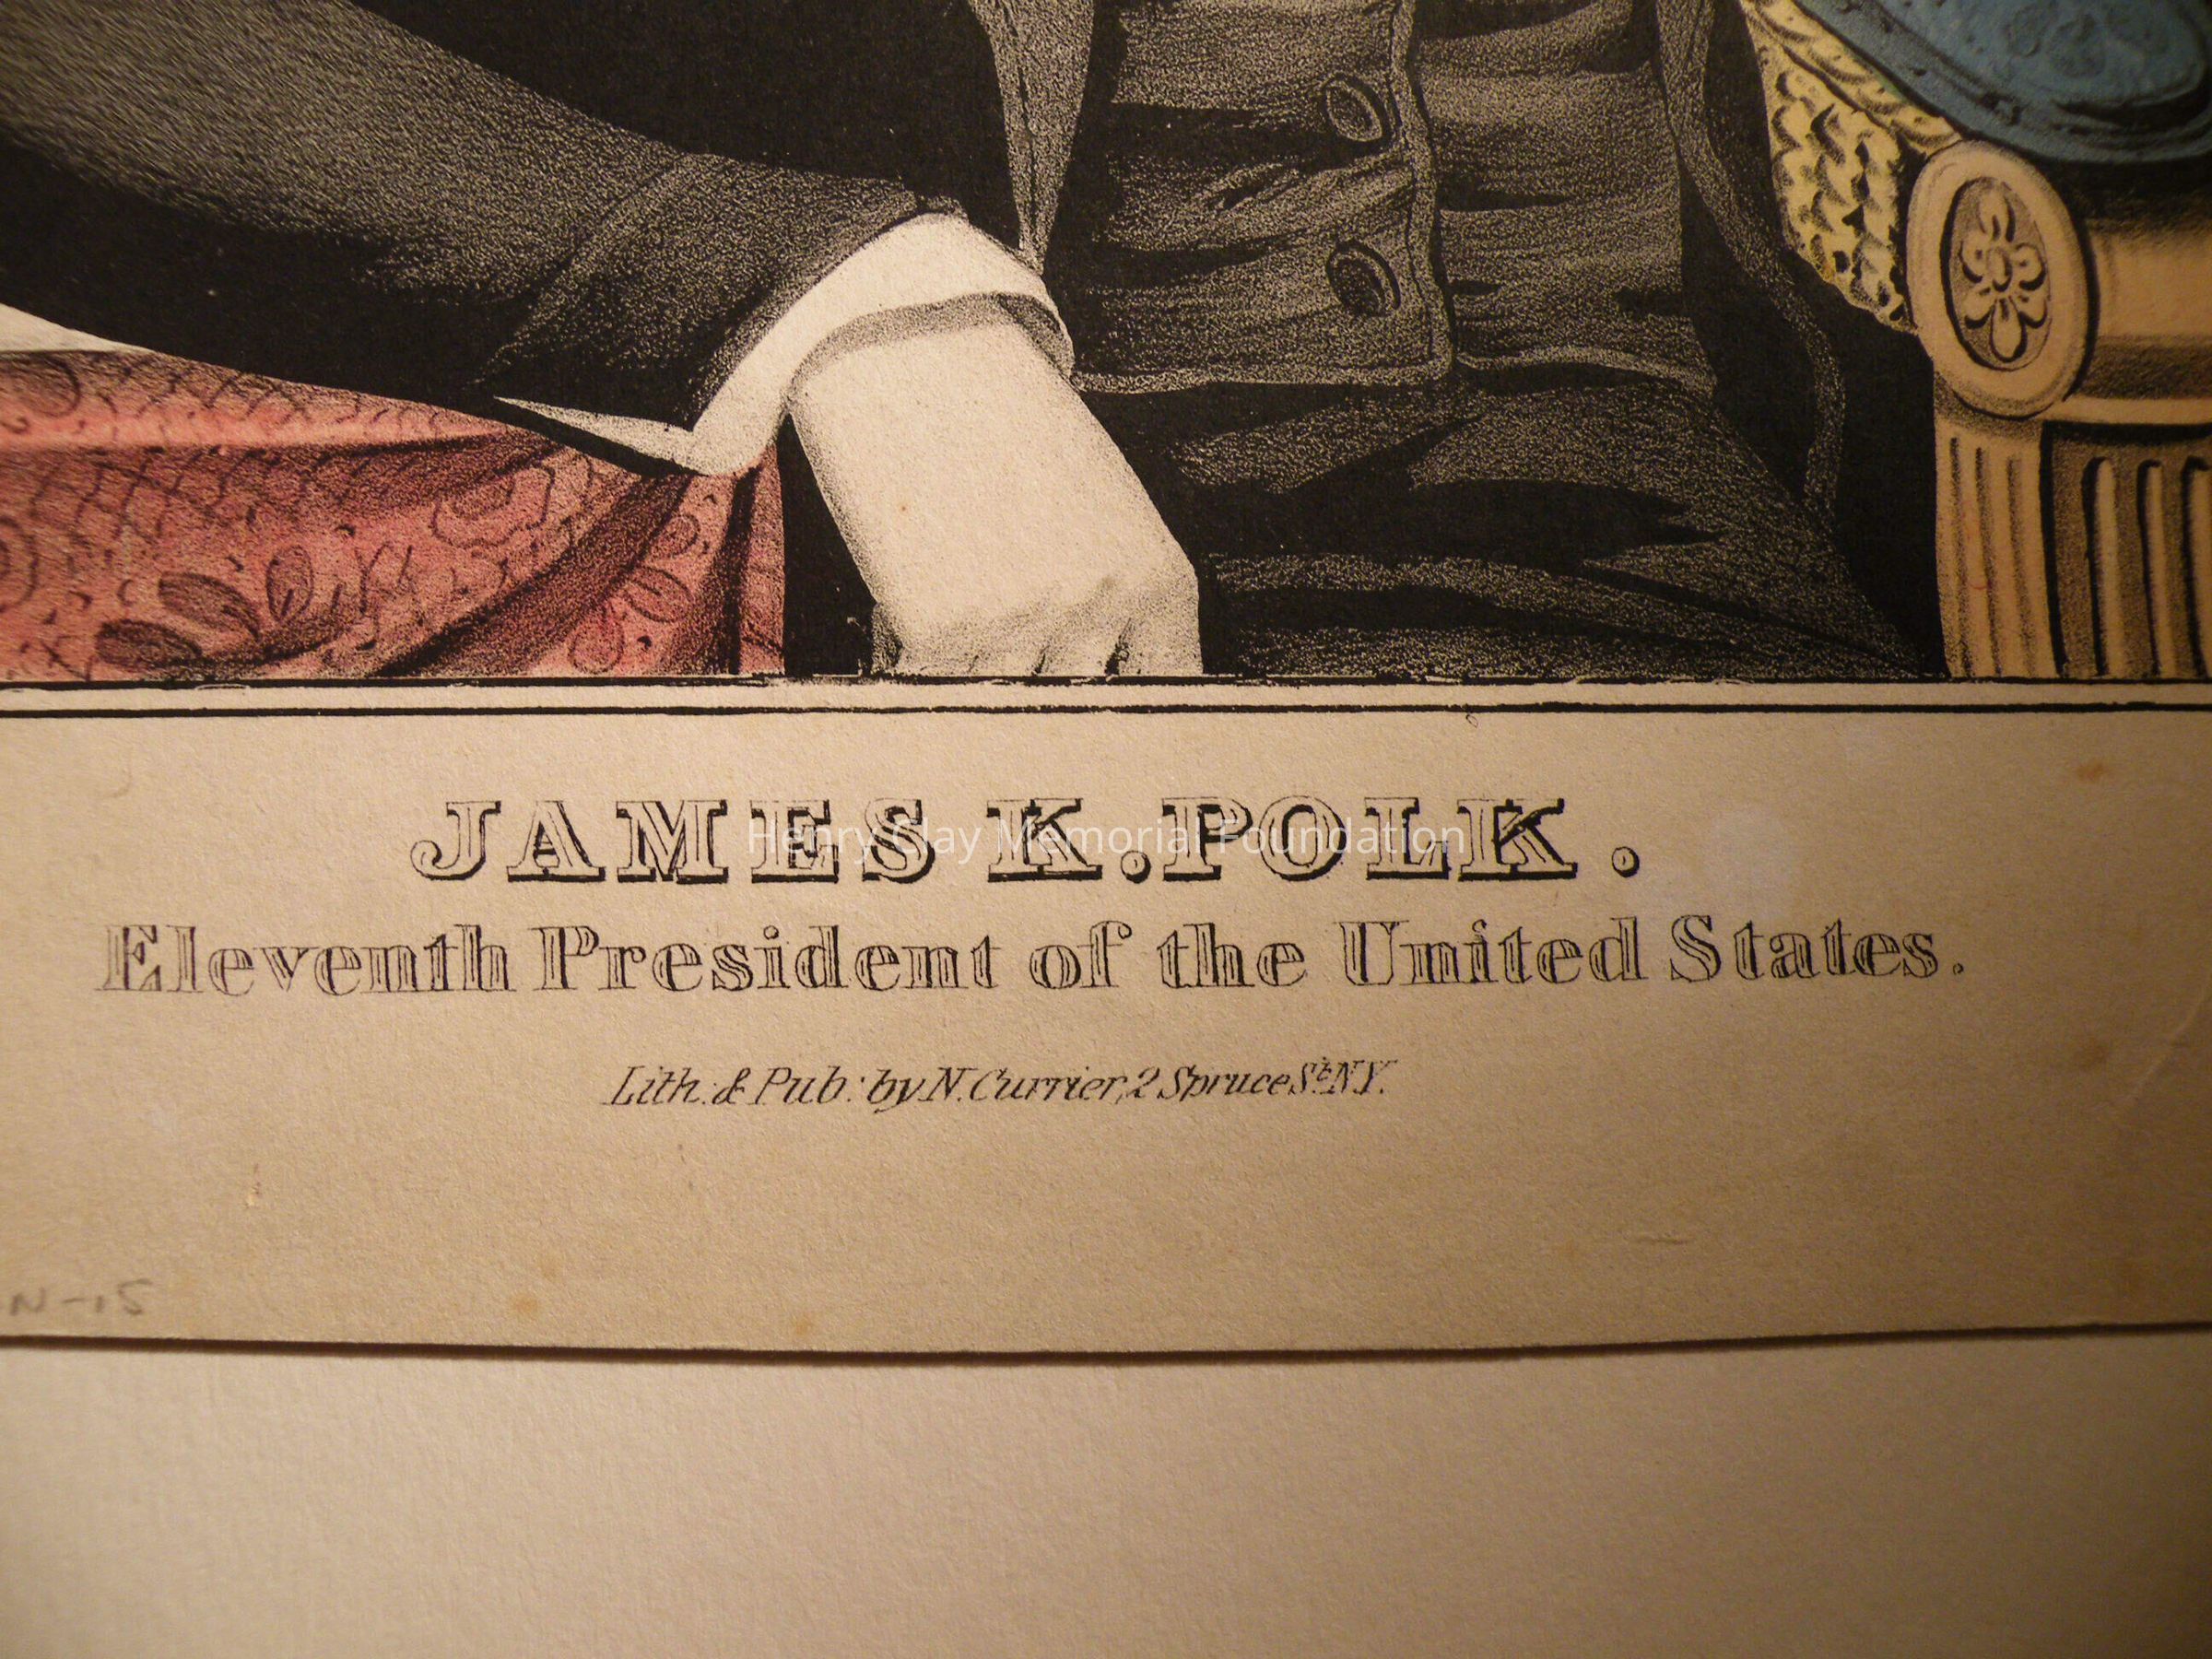 JAMES K. POLK.
Henry Clay Memorial Foundation
Eleventh President of the United States.
Lith. & Pub. by N. Currier, 2 Spruce St. N.Y.